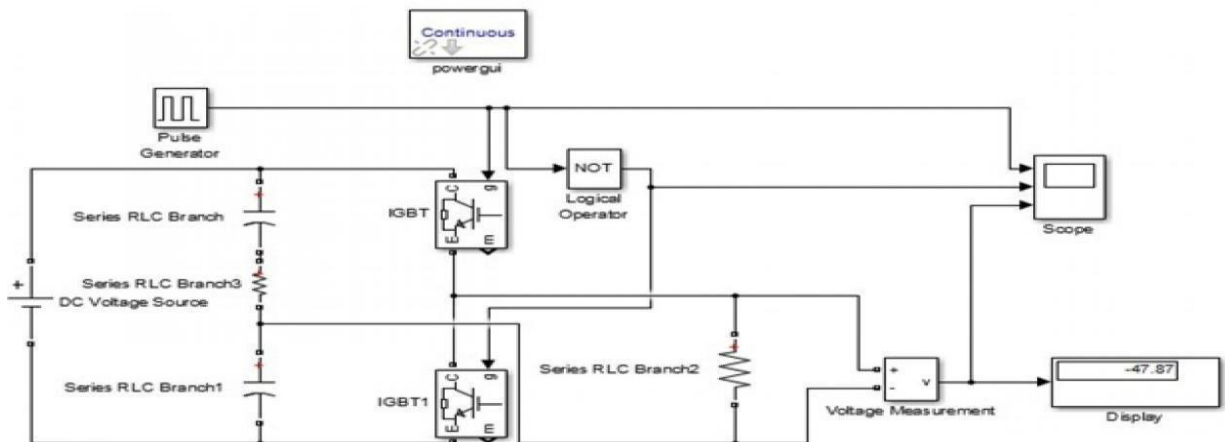 Continuous
powergui
Pulse
Generator
NOT
Logical
Operator
Scope
Series RLC Branch
IGBT
C
g
E
m
Series RLC Branch3
+
DC Voltage Source
Series RLC Branch1
IGBT1
C
g
E
m
Series RLC Branch2
+
-
v
Voltage Measurement
-47.87
Display